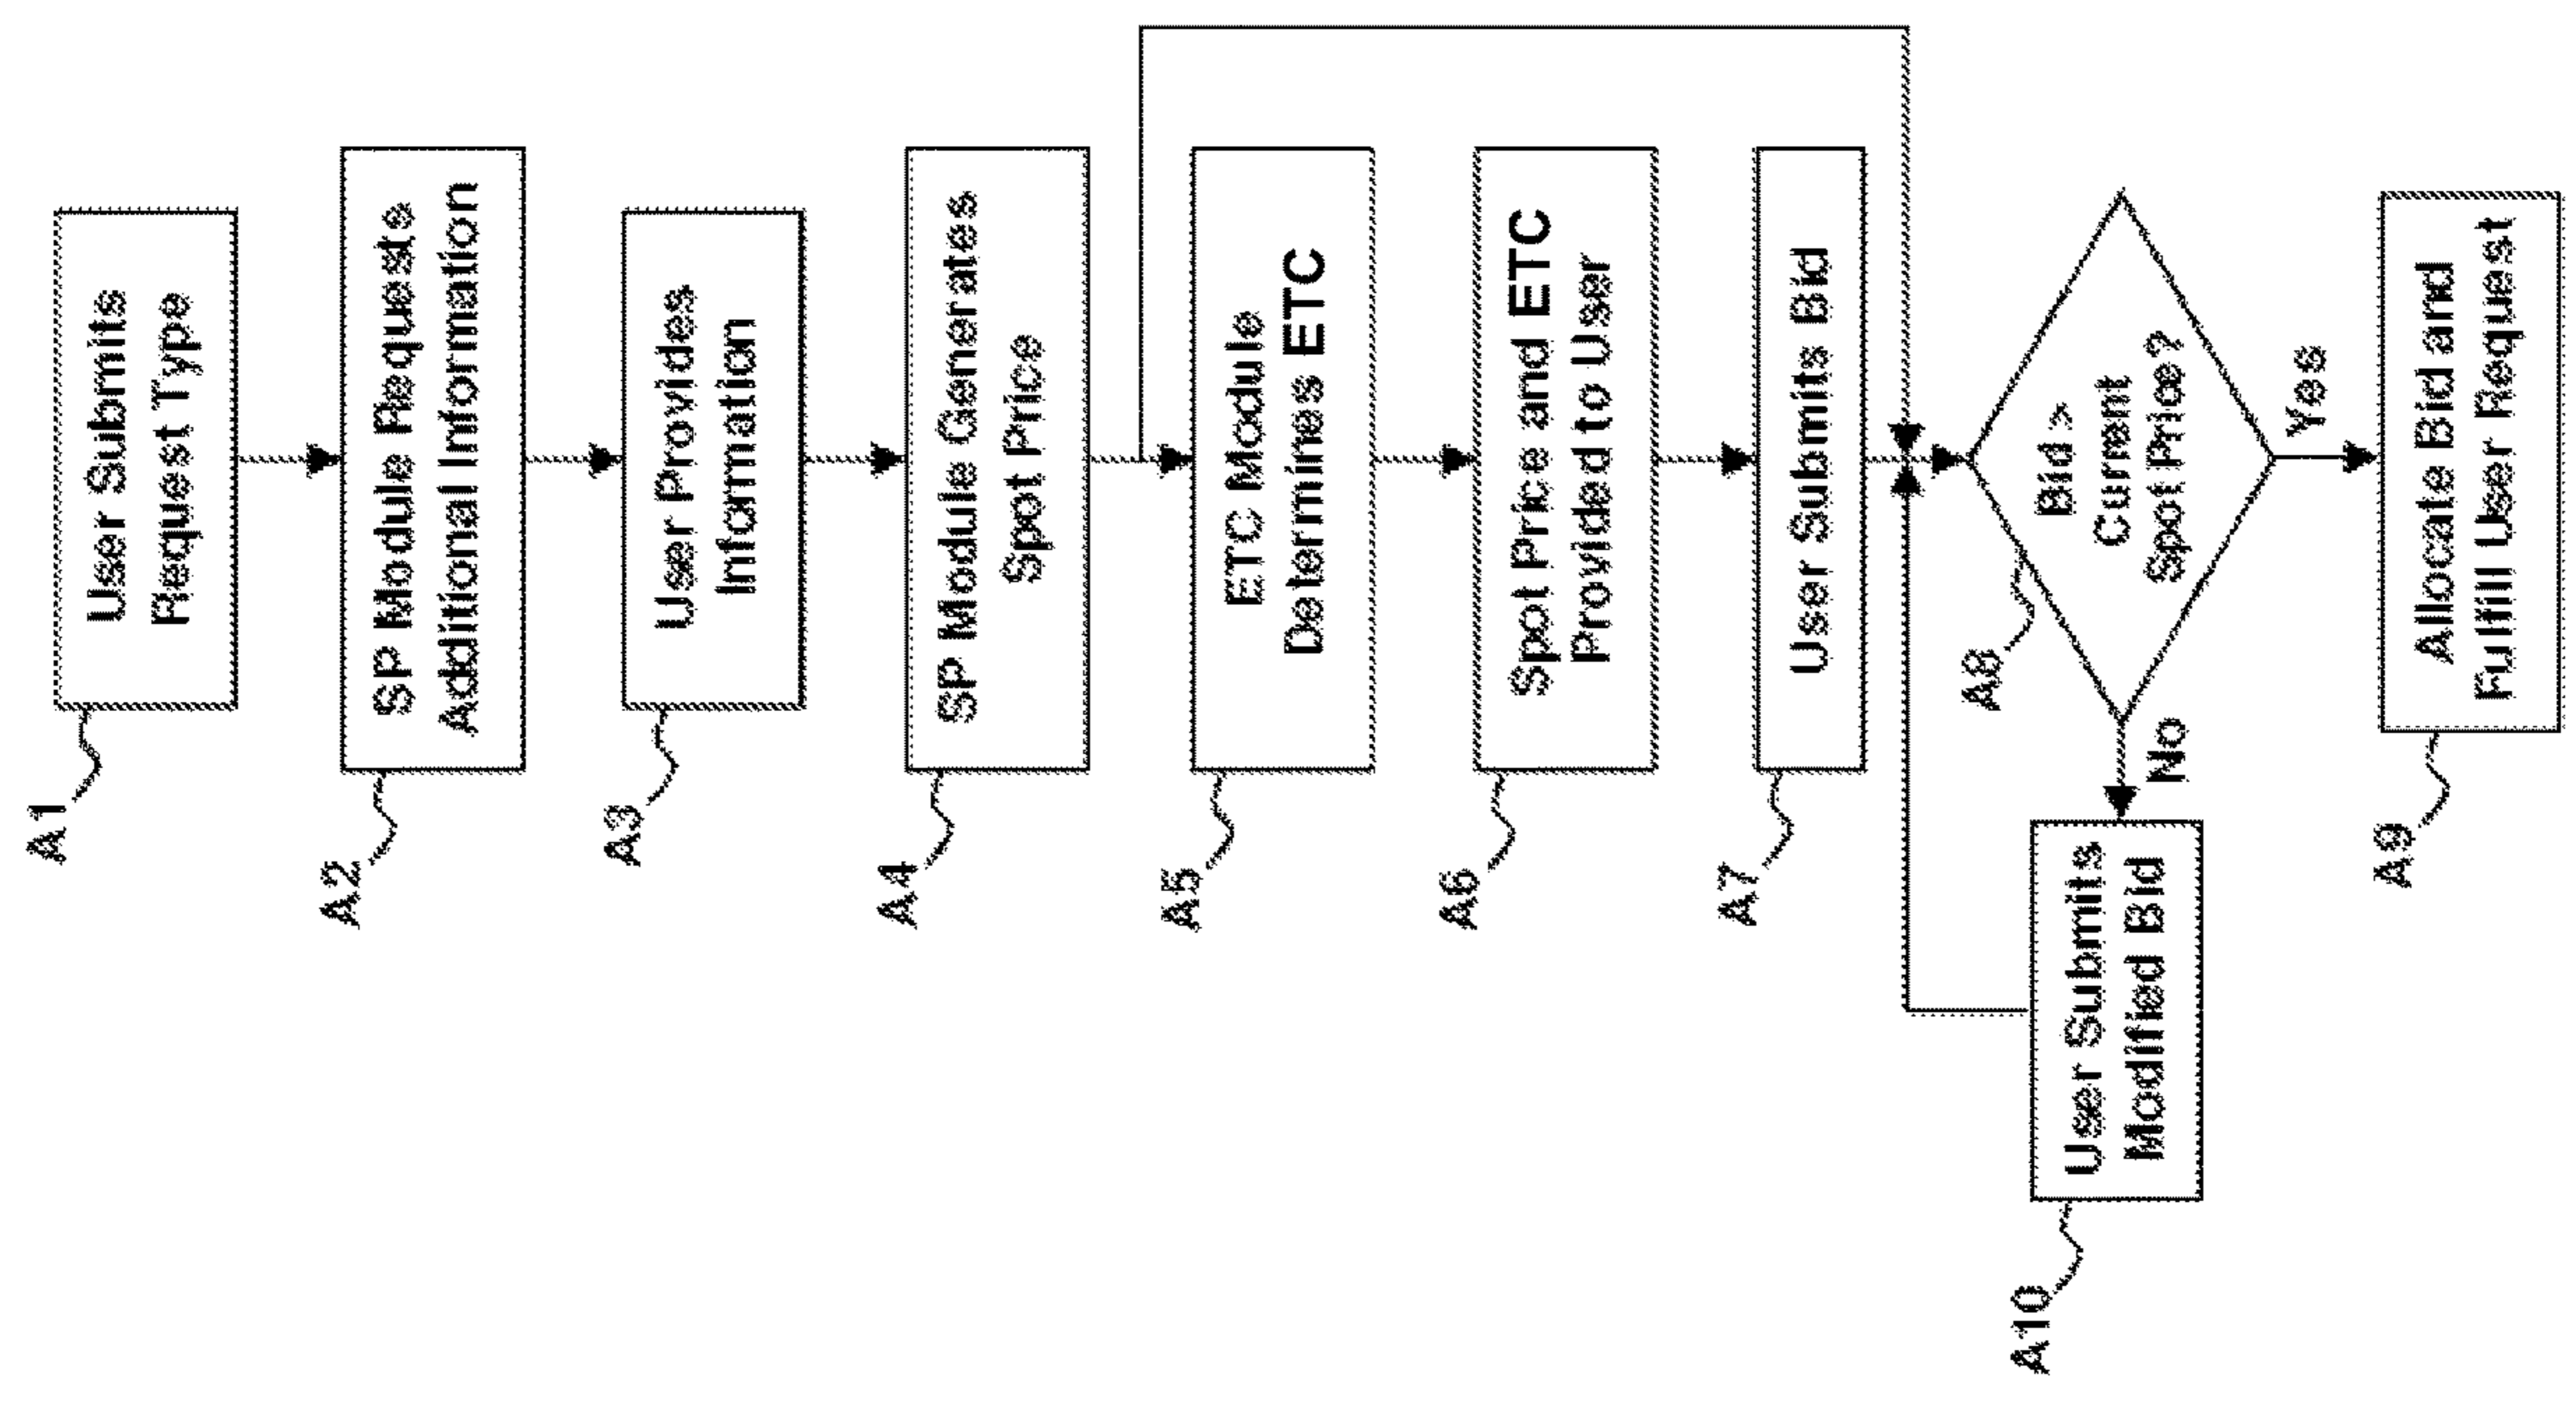 A1
User Submits
Request Type
A2
SP Module Requests
Additional Information
A3
User Provides
Information
A4
SP Module Generates
Spot Price
A5
ETC Module
Determines ETC
A6
Spot Price and ETC
Provided to User
A7
User Submits Bid
A8
Bid >
Current
Spot Price?
No
Yes
A10
User Submits
Modified Bid
A9
Allocate Bid and
Fulfill User Request